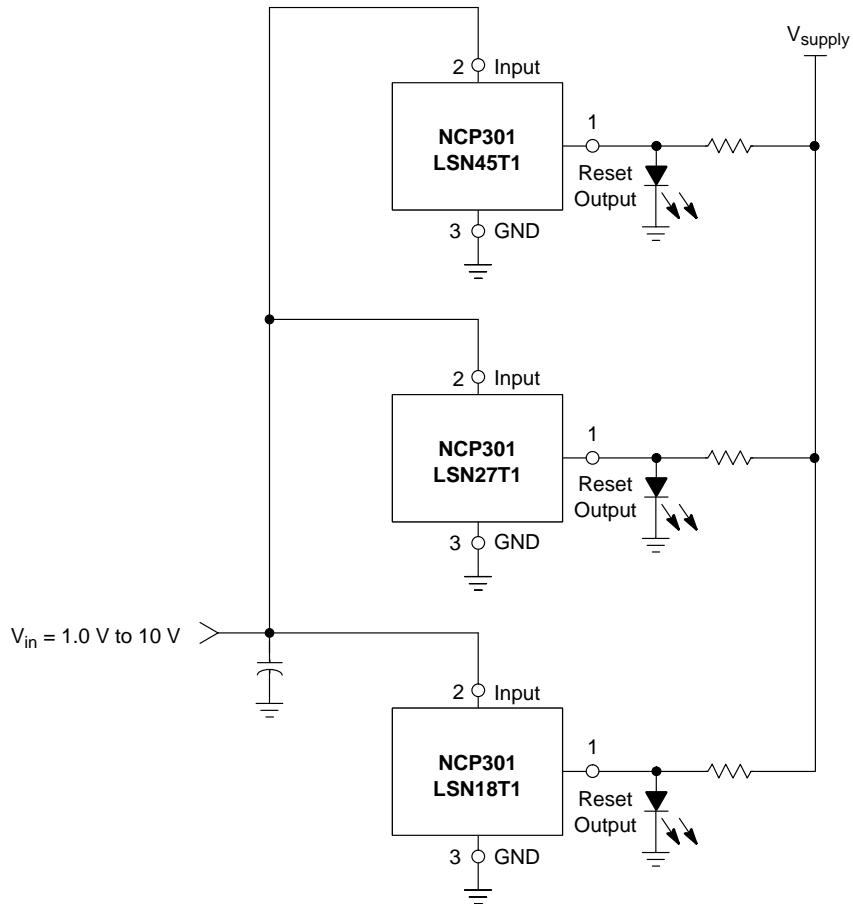 V_supply
2 Input
NCP301
LSN45T1
1
Reset
Output
3 GND
2 Input
NCP301
LSN27T1
1
Reset
Output
3 GND
V_in = 1.0 V to 10 V
2 Input
NCP301
LSN18T1
1
Reset
Output
3 GND